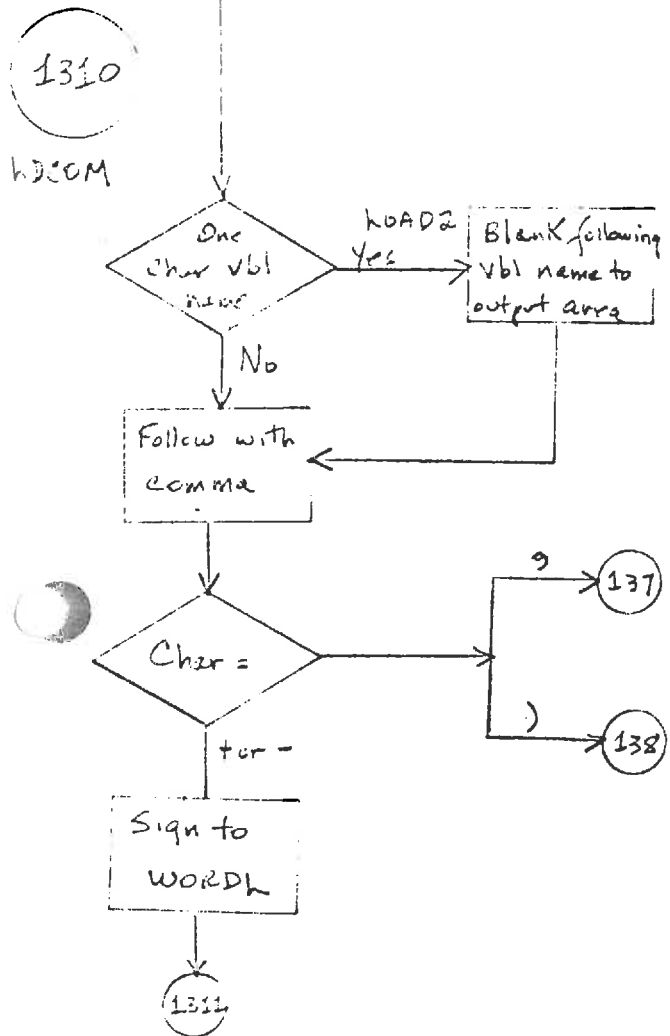 1310
LDCOM
One
Char vbl
name
Yes
LOAD2
Blank following
vbl name to
output area
No
Follow with
comma
Char =
,
137
)
138
+ or -
Sign to
WORDL
1311